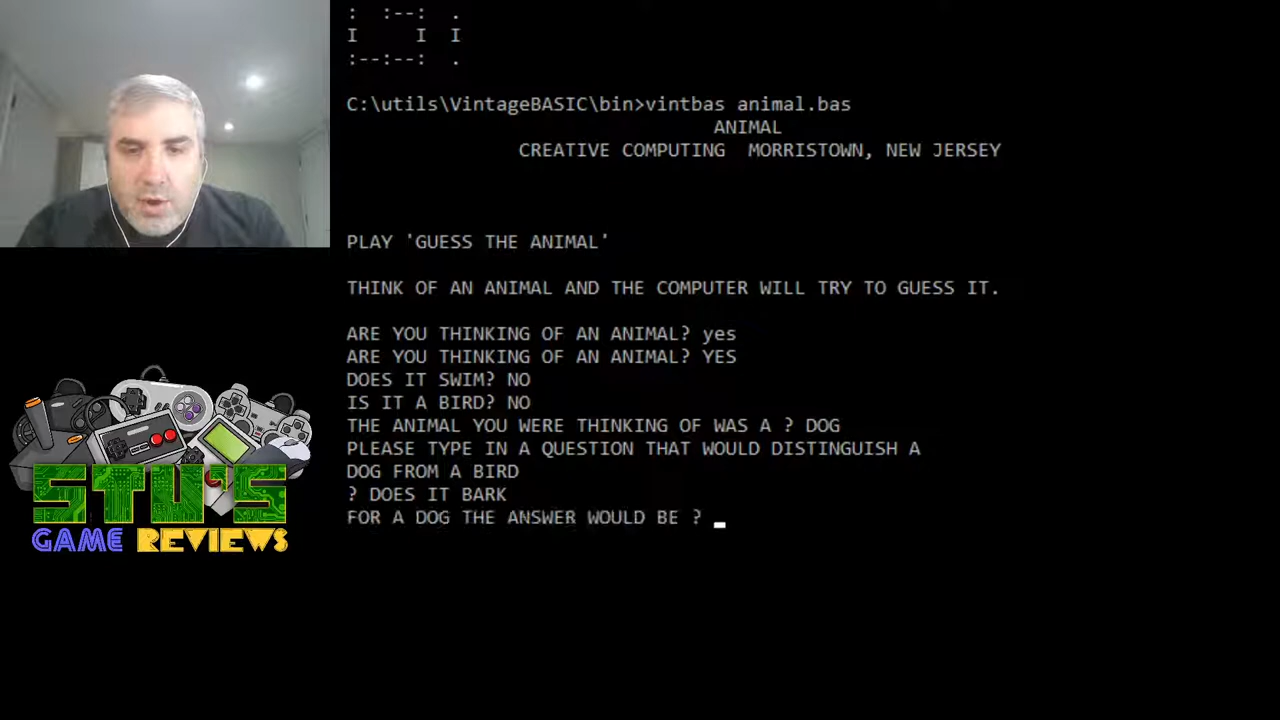 :  :--:  .
I     I  I
:--:--:  .
C:\utils\VintageBASIC\bin>vintbas animal.bas
ANIMAL
CREATIVE COMPUTING  MORRISTOWN, NEW JERSEY
PLAY 'GUESS THE ANIMAL'
THINK OF AN ANIMAL AND THE COMPUTER WILL TRY TO GUESS IT.
ARE YOU THINKING OF AN ANIMAL? yes
ARE YOU THINKING OF AN ANIMAL? YES
DOES IT SWIM? NO
IS IT A BIRD? NO
THE ANIMAL YOU WERE THINKING OF WAS A ? DOG
PLEASE TYPE IN A QUESTION THAT WOULD DISTINGUISH A
DOG FROM A BIRD
? DOES IT BARK
FOR A DOG THE ANSWER WOULD BE ?
STU'S
GAME REVIEWS